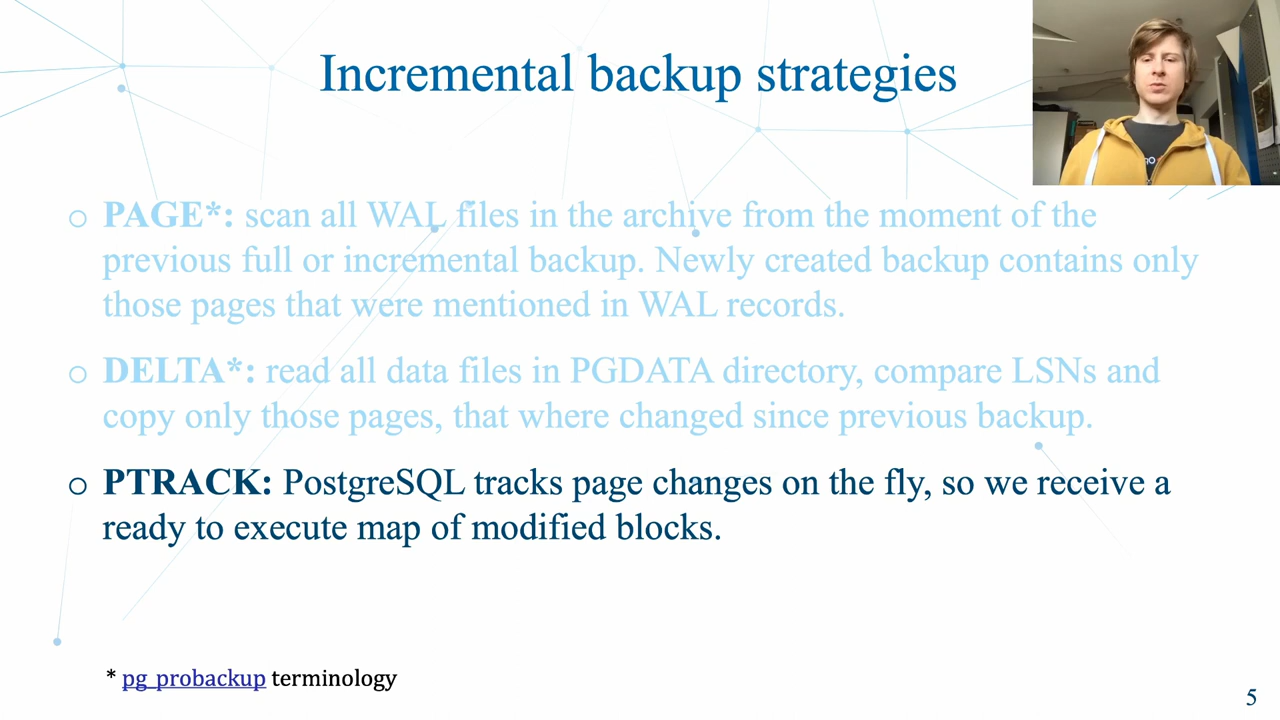 Incremental backup strategies
PAGE*: scan all WAL files in the archive from the moment of the
previous full or incremental backup. Newly created backup contains only
those pages that were mentioned in WAL records.
DELTA*: read all data files in PGDATA directory, compare LSNs and
copy only those pages, that where changed since previous backup.
PTRACK: PostgreSQL tracks page changes on the fly, so we receive a
ready to execute map of modified blocks.
* pg_probackup terminology
5